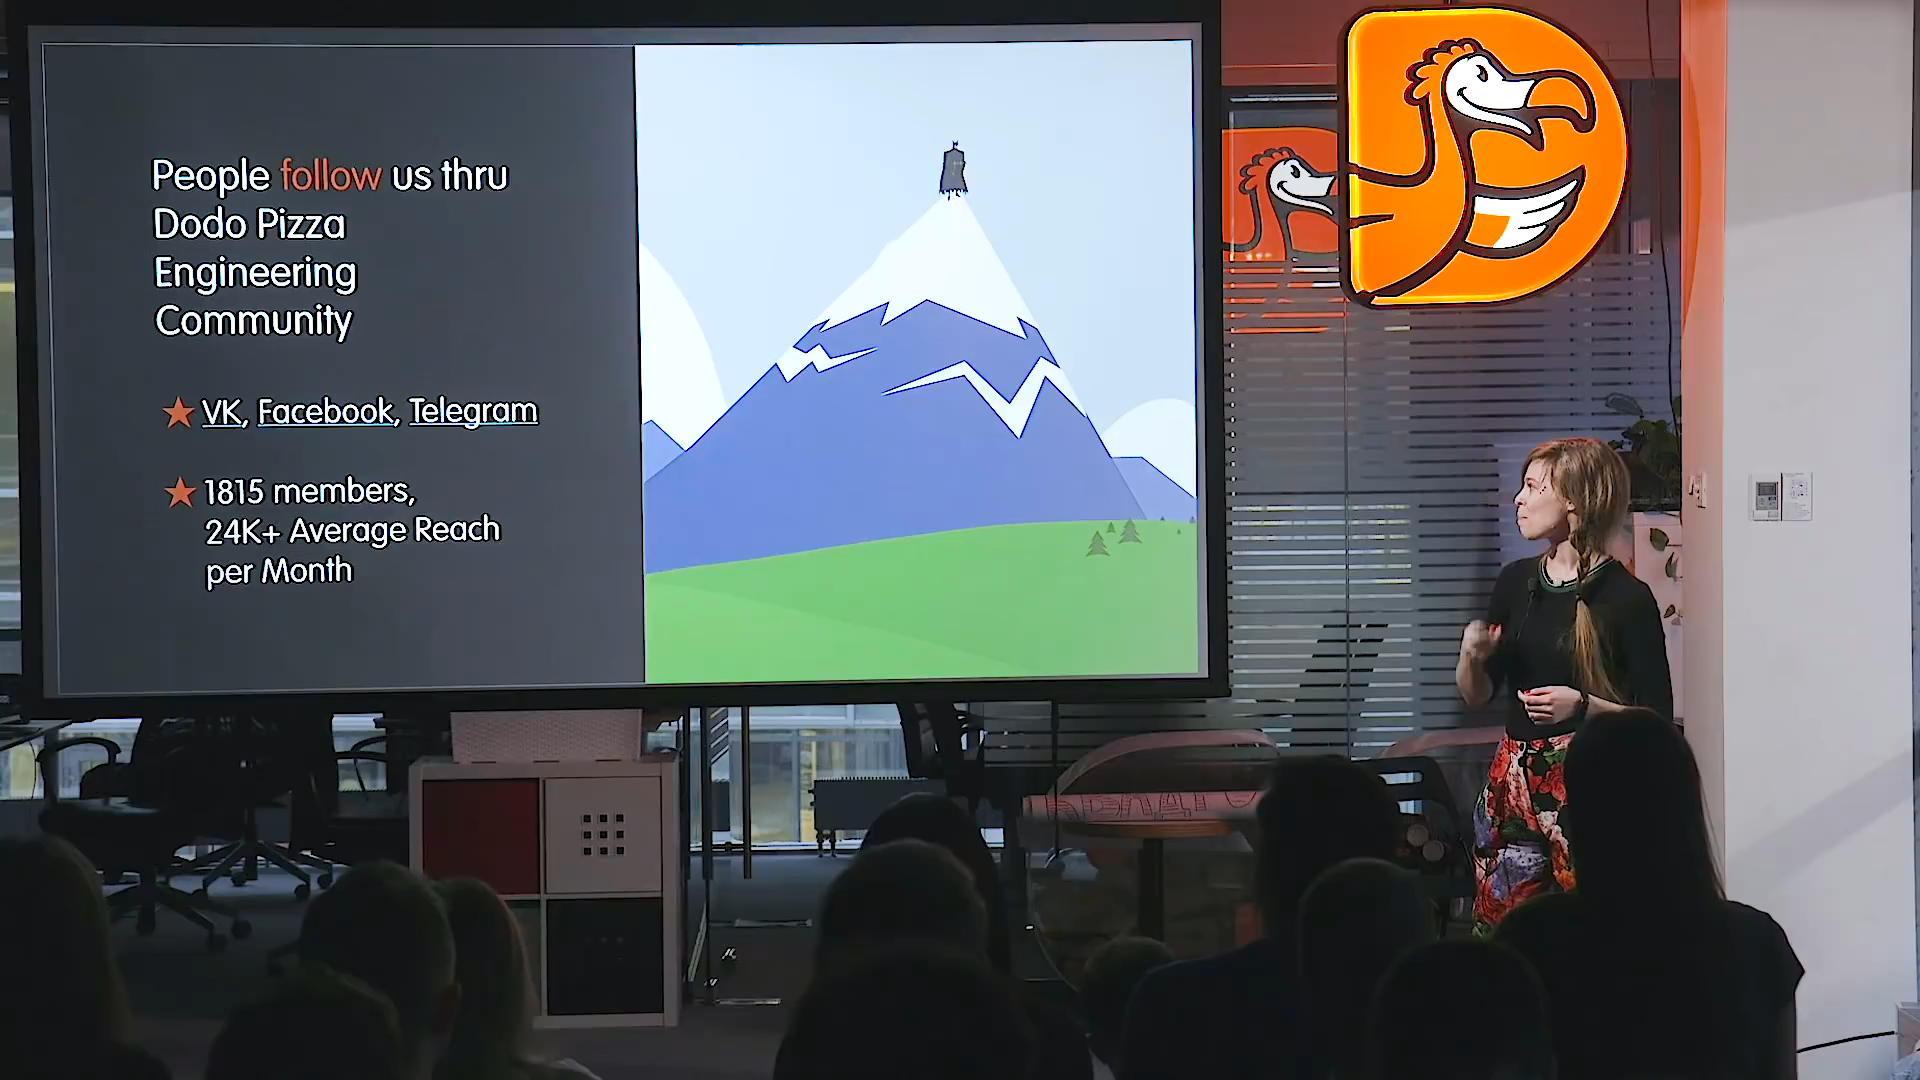 People follow us thru
Dodo Pizza
Engineering
Community
VK, Facebook, Telegram
1815 members,
24K+ Average Reach
per Month